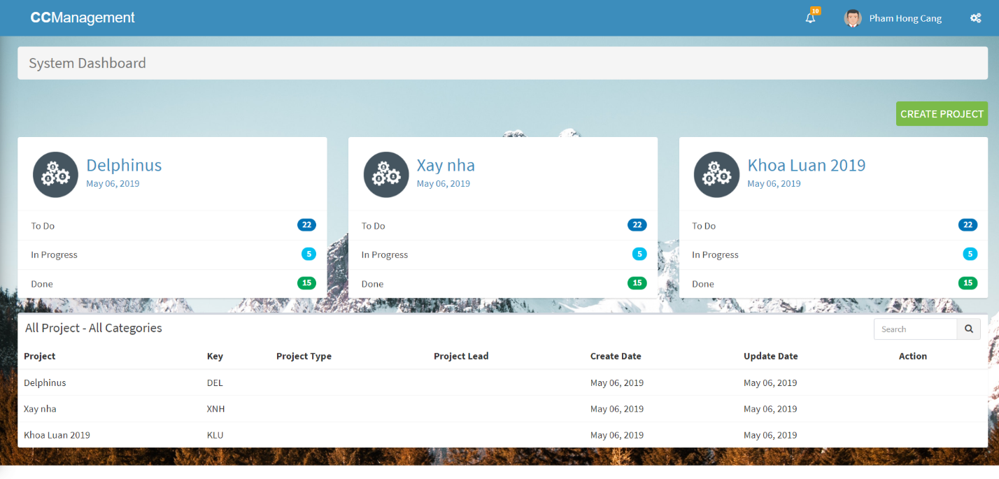 CCManagement 10 Pham Hong Cang
System Dashboard
CREATE PROJECT
Delphinus
May 06, 2019
To Do 22
In Progress 5
Done 15
Xay nha
May 06, 2019
To Do 22
In Progress 5
Done 15
Khoa Luan 2019
May 06, 2019
To Do 22
In Progress 5
Done 15
All Project - All Categories Search
Project Key Project Type Project Lead Create Date Update Date Action
Delphinus DEL May 06, 2019 May 06, 2019
Xay nha XNH May 06, 2019 May 06, 2019
Khoa Luan 2019 KLU May 06, 2019 May 06, 2019